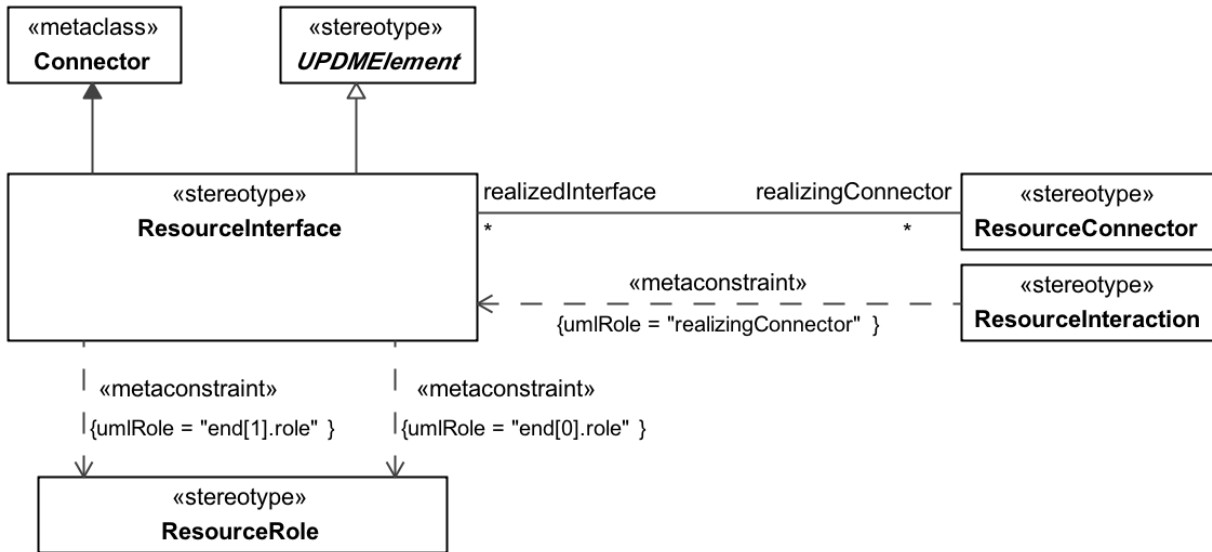 «metaclass»
Connector
«stereotype»
UPDMElement
«stereotype»
ResourceInterface
realizedInterface
*
realizingConnector
*
«stereotype»
ResourceConnector
«metaconstraint»
{umlRole = "realizingConnector" }
«stereotype»
ResourceInteraction
«metaconstraint»
{umlRole = "end[1].role" }
«metaconstraint»
{umlRole = "end[0].role" }
«stereotype»
ResourceRole